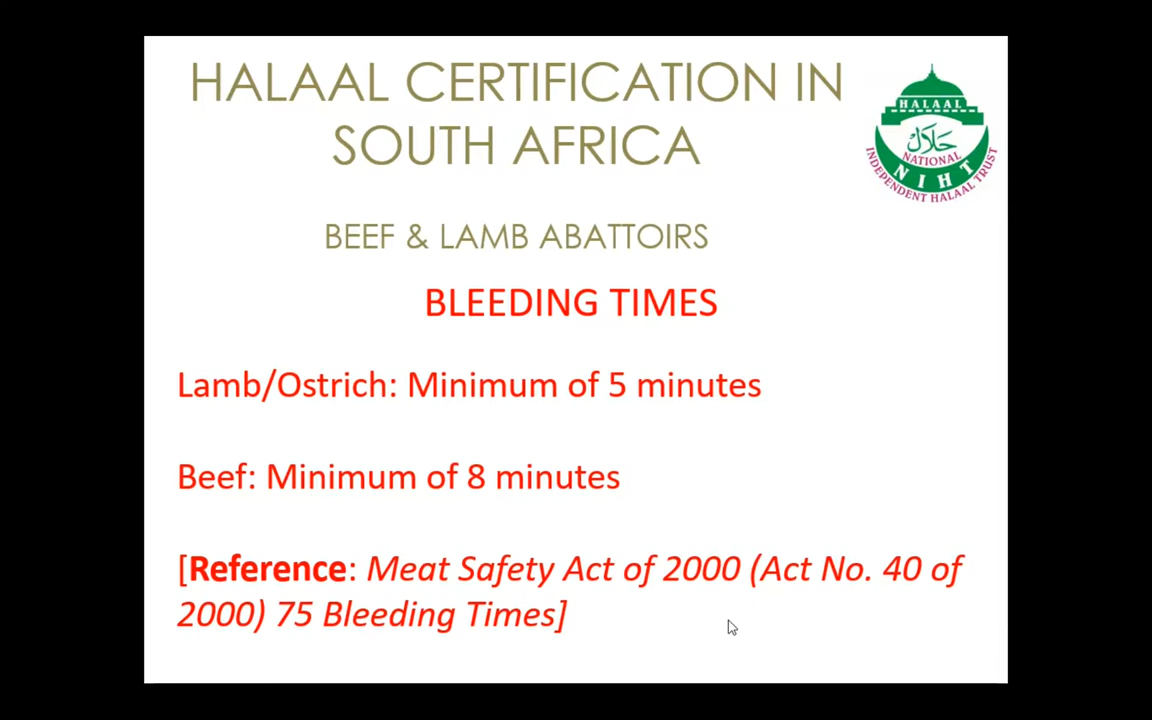 HALAAL CERTIFICATION IN
SOUTH AFRICA
HALAAL
حلال
NATIONAL
NIHT
INDEPENDENT HALAAL TRUST
BEEF & LAMB ABATTOIRS
BLEEDING TIMES
Lamb/Ostrich: Minimum of 5 minutes
Beef: Minimum of 8 minutes
[Reference: Meat Safety Act of 2000 (Act No. 40 of
2000) 75 Bleeding Times]